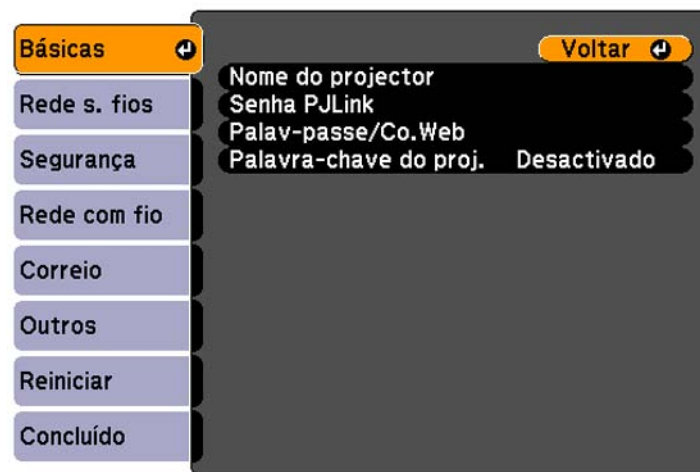 Básicas
Rede s. fios
Segurança
Rede com fio
Correio
Outros
Reiniciar
Concluído
Voltar
Nome do projector
Senha PJLink
Palav-passe/Co.Web
Palavra-chave do proj. Desactivado